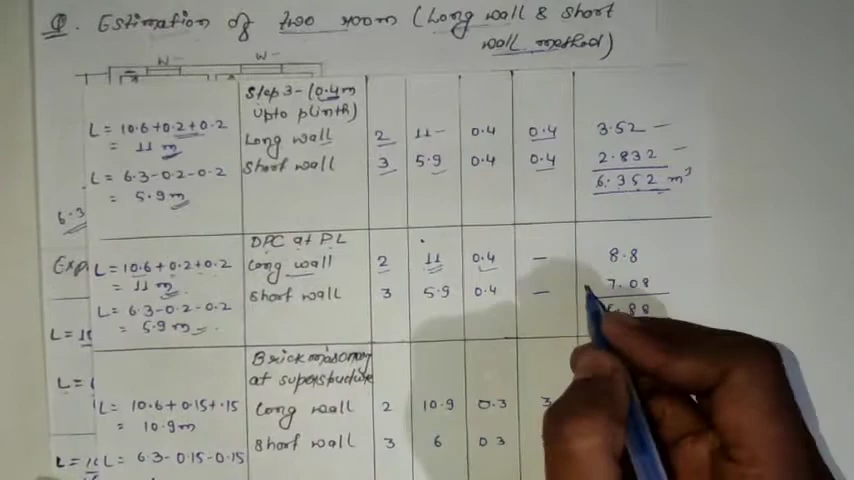 Q. Estimation of two room (Long wall & short
wall method)
W W
L = 10.6+0.2+0.2
= 11 m
L = 6.3-0.2-0.2
= 5.9m
Step 3-(0.4m
upto plinth)
Long wall 2 11 0.4 0.4 3.52
Short wall 3 5.9 0.4 0.4 2.832
6.352 m³
6.3
L = 10.6+0.2+0.2
= 11 m
L = 6.3-0.2-0.2
= 5.9 m
DPC at PL
Long wall 2 11 0.4 — 8.8
Short wall 3 5.9 0.4 — 7.08
L = 10.6+0.15+.15
= 10.9m
L = 6.3-0.15-0.15
Brickmasonry
at superstructure
Long wall 2 10.9 0.3 3
Short wall 3 6 0.3